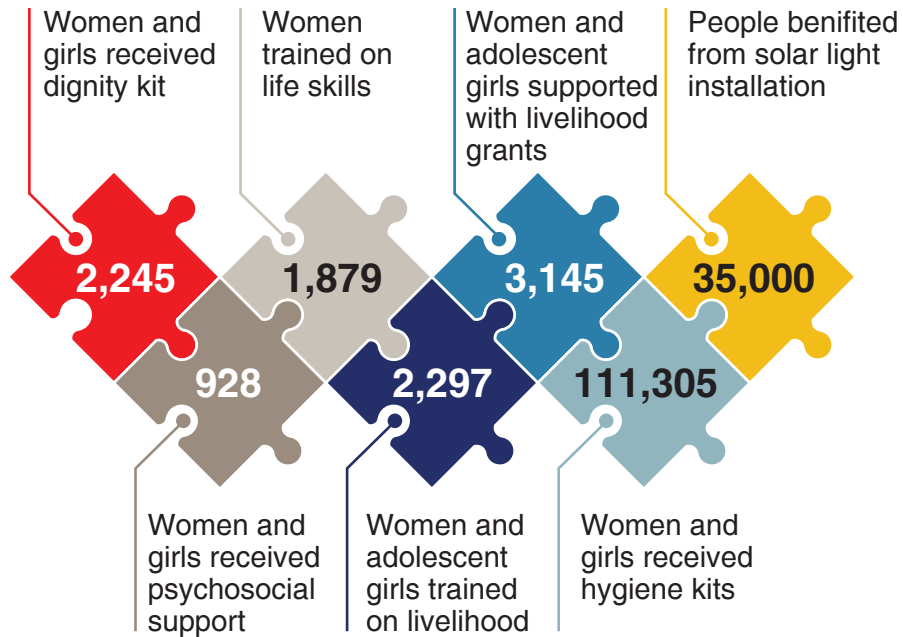 Women and
girls received
dignity kit
Women
trained on
life skills
Women and
adolescent
girls supported
with livelihood
grants
People benifited
from solar light
installation
2,245
1,879
3,145
35,000
928
2,297
111,305
Women and
girls received
psychosocial
support
Women and
adolescent
girls trained
on livelihood
Women and
girls received
hygiene kits